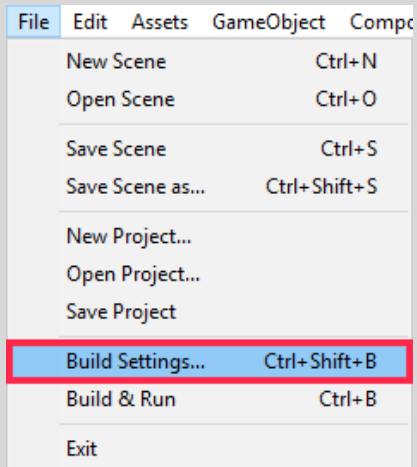 File Edit Assets GameObject Compo
New Scene Ctrl+N
Open Scene Ctrl+O
Save Scene Ctrl+S
Save Scene as... Ctrl+Shift+S
New Project...
Open Project...
Save Project
Build Settings... Ctrl+Shift+B
Build & Run Ctrl+B
Exit